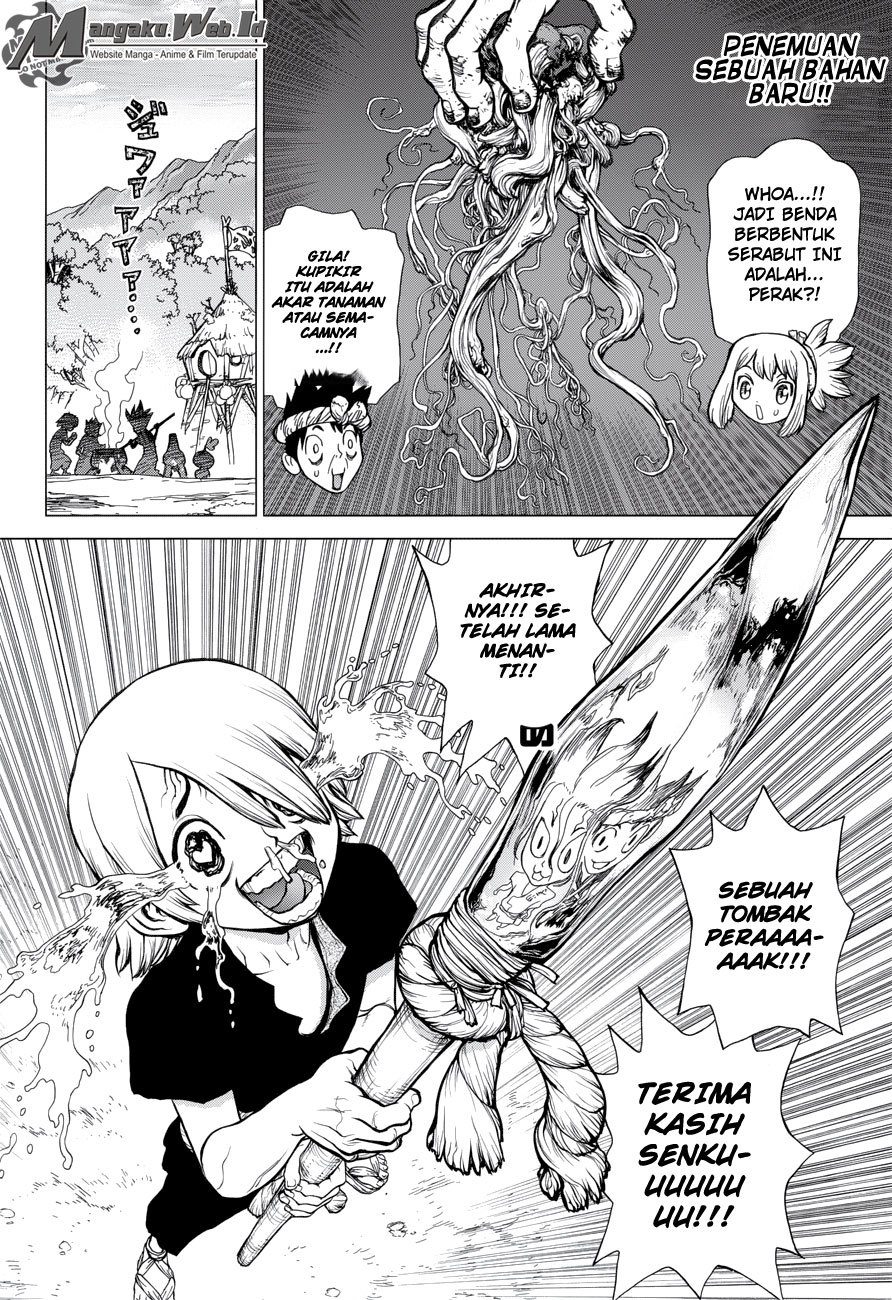 Mangaku.Web.Id
Website Manga - Anime & Film Terupdate
PENEMUAN
SEBUAH BAHAN
BARU!!
WHOA...!!
JADI BENDA
BERBENTUK
SERABUT INI
ADALAH...
PERAK?!
GILA!
KUPIKIR
ITU ADALAH
AKAR TANAMAN
ATAU SEMA-
CAMNYA
...!!
ジュワァァァァ...
AKHIR-
NYA!!! SE-
TELAH LAMA
MENAN-
TI!!
SEBUAH
TOMBAK
PERAAAA-
AAAK!!!
TERIMA
KASIH
SENKU-
UUUUU
UU!!!